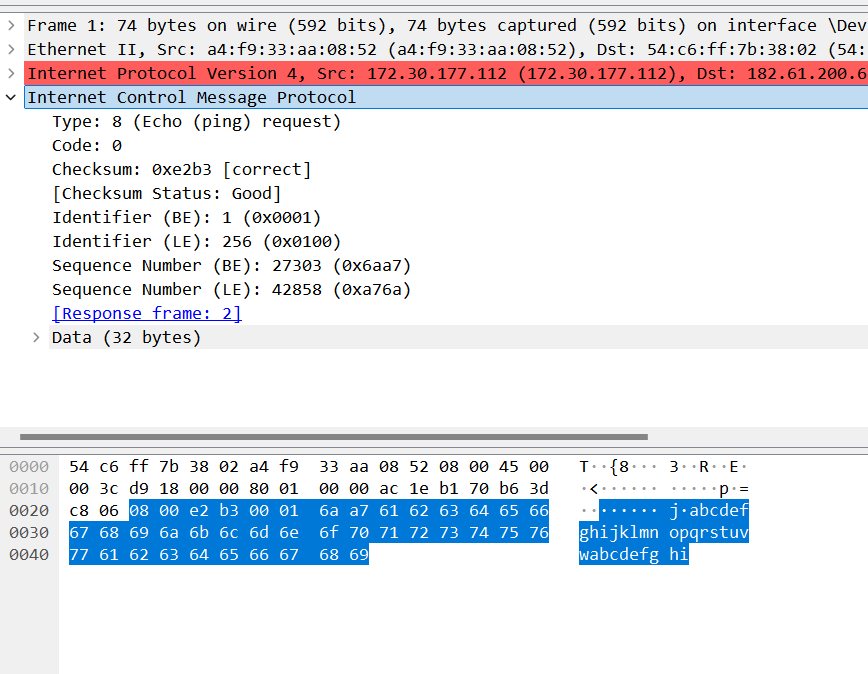 Frame 1: 74 bytes on wire (592 bits), 74 bytes captured (592 bits) on interface \Dev
Ethernet II, Src: a4:f9:33:aa:08:52 (a4:f9:33:aa:08:52), Dst: 54:c6:ff:7b:38:02 (54:
Internet Protocol Version 4, Src: 172.30.177.112 (172.30.177.112), Dst: 182.61.200.6
Internet Control Message Protocol
Type: 8 (Echo (ping) request)
Code: 0
Checksum: 0xe2b3 [correct]
[Checksum Status: Good]
Identifier (BE): 1 (0x0001)
Identifier (LE): 256 (0x0100)
Sequence Number (BE): 27303 (0x6aa7)
Sequence Number (LE): 42858 (0xa76a)
[Response frame: 2]
Data (32 bytes)
0000 54 c6 ff 7b 38 02 a4 f9 33 aa 08 52 08 00 45 00 T··{8··· 3··R··E·
0010 00 3c d9 18 00 00 80 01 00 00 ac 1e b1 70 b6 3d ·<······ ·····p·=
0020 c8 06 08 00 e2 b3 00 01 6a a7 61 62 63 64 65 66 ········ j·abcdef
0030 67 68 69 6a 6b 6c 6d 6e 6f 70 71 72 73 74 75 76 ghijklmn opqrstuv
0040 77 61 62 63 64 65 66 67 68 69 wabcdefg hi